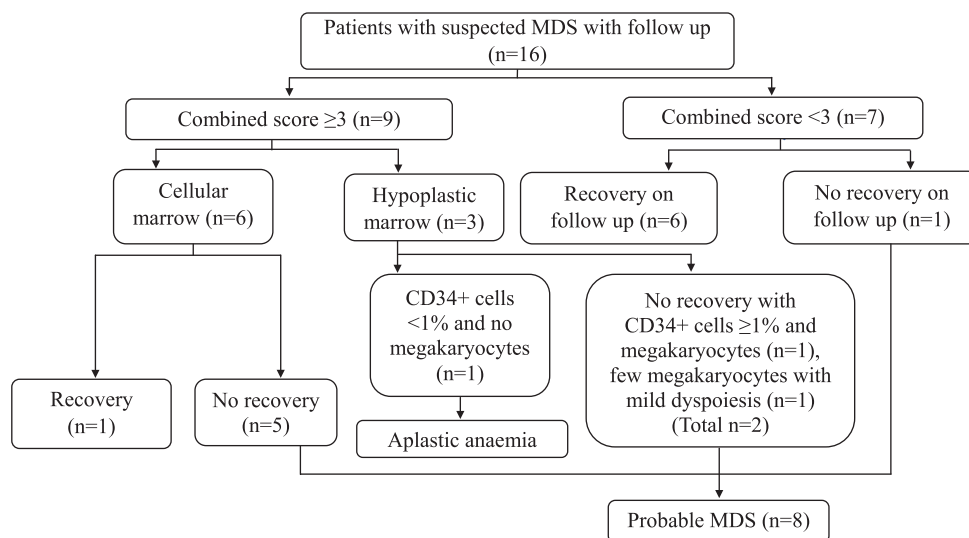 Patients with suspected MDS with follow up
(n=16)
Combined score ≥3 (n=9)
Combined score <3 (n=7)
Cellular
marrow (n=6)
Hypoplastic
marrow (n=3)
Recovery on
follow up (n=6)
No recovery on
follow up (n=1)
CD34+ cells
<1% and no
megakaryocytes
(n=1)
No recovery with
CD34+ cells ≥1% and
megakaryocytes (n=1),
few megakaryocytes with
mild dyspoiesis (n=1)
(Total n=2)
Recovery
(n=1)
No recovery
(n=5)
Aplastic anaemia
Probable MDS (n=8)